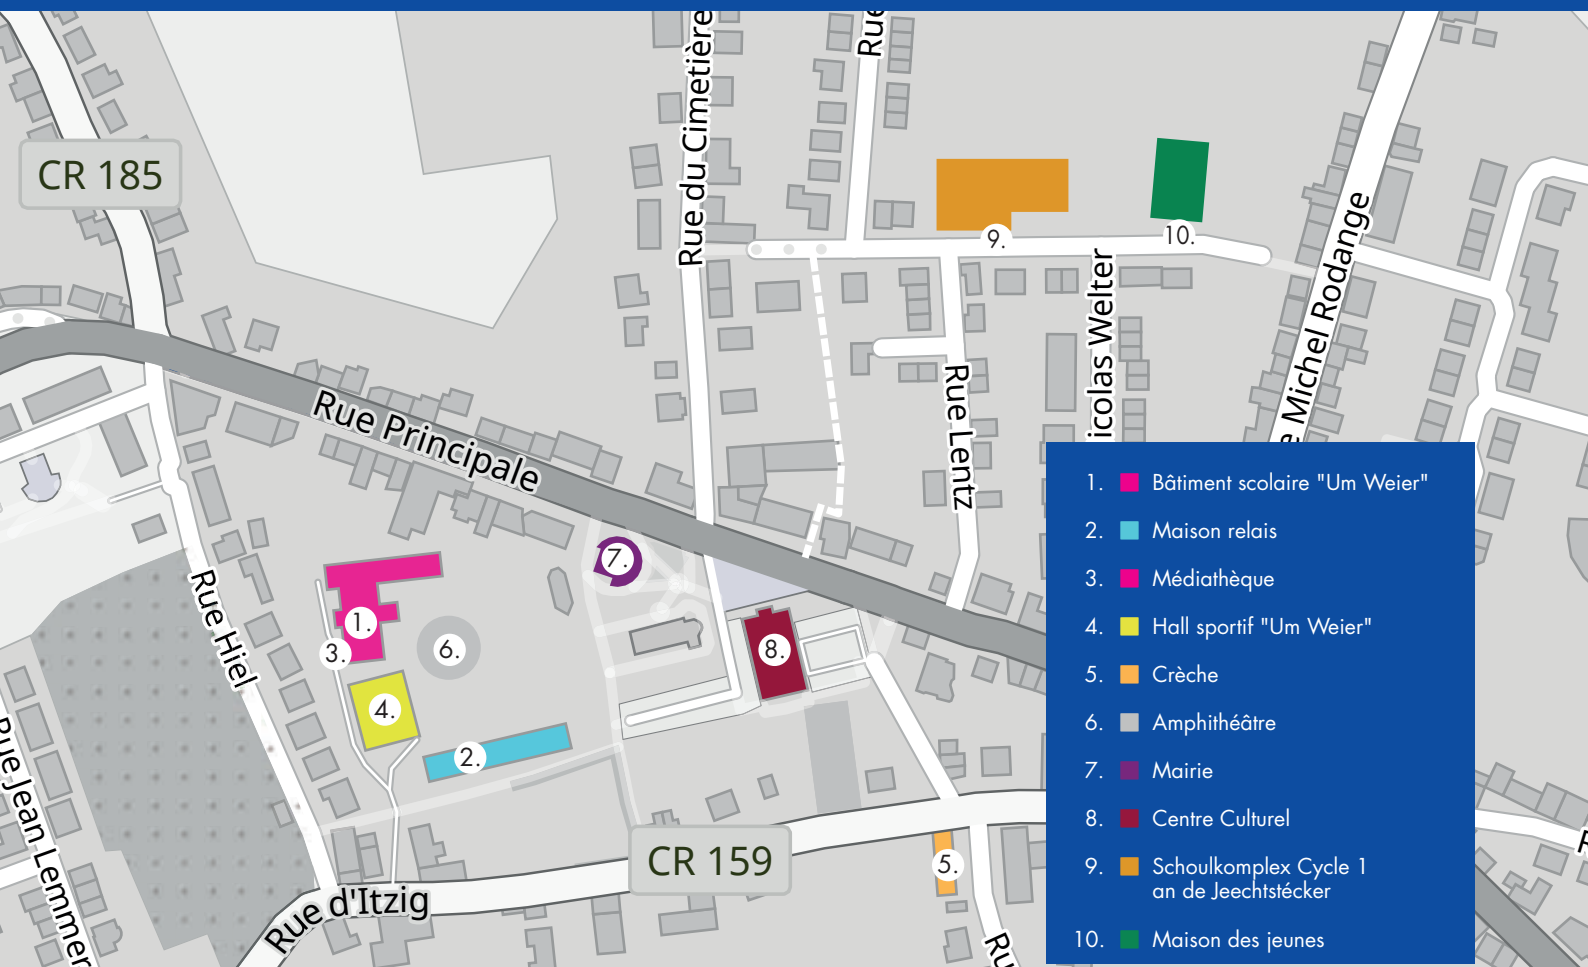 Rue du Cimetière
Rue
CR 185
9.
10.
Rue Michel Rodange
icolas Welter
Rue Lentz
Rue Principale
7.
1.
3.
6.
8.
4.
2.
Rue Hiel
Rue Jean Lemmer
CR 159
5.
Rue d'Itzig
1. Bâtiment scolaire "Um Weier"
2. Maison relais
3. Médiathèque
4. Hall sportif "Um Weier"
5. Crèche
6. Amphithéâtre
7. Mairie
8. Centre Culturel
9. Schoulkomplex Cycle 1
an de Jeechtstécker
10. Maison des jeunes